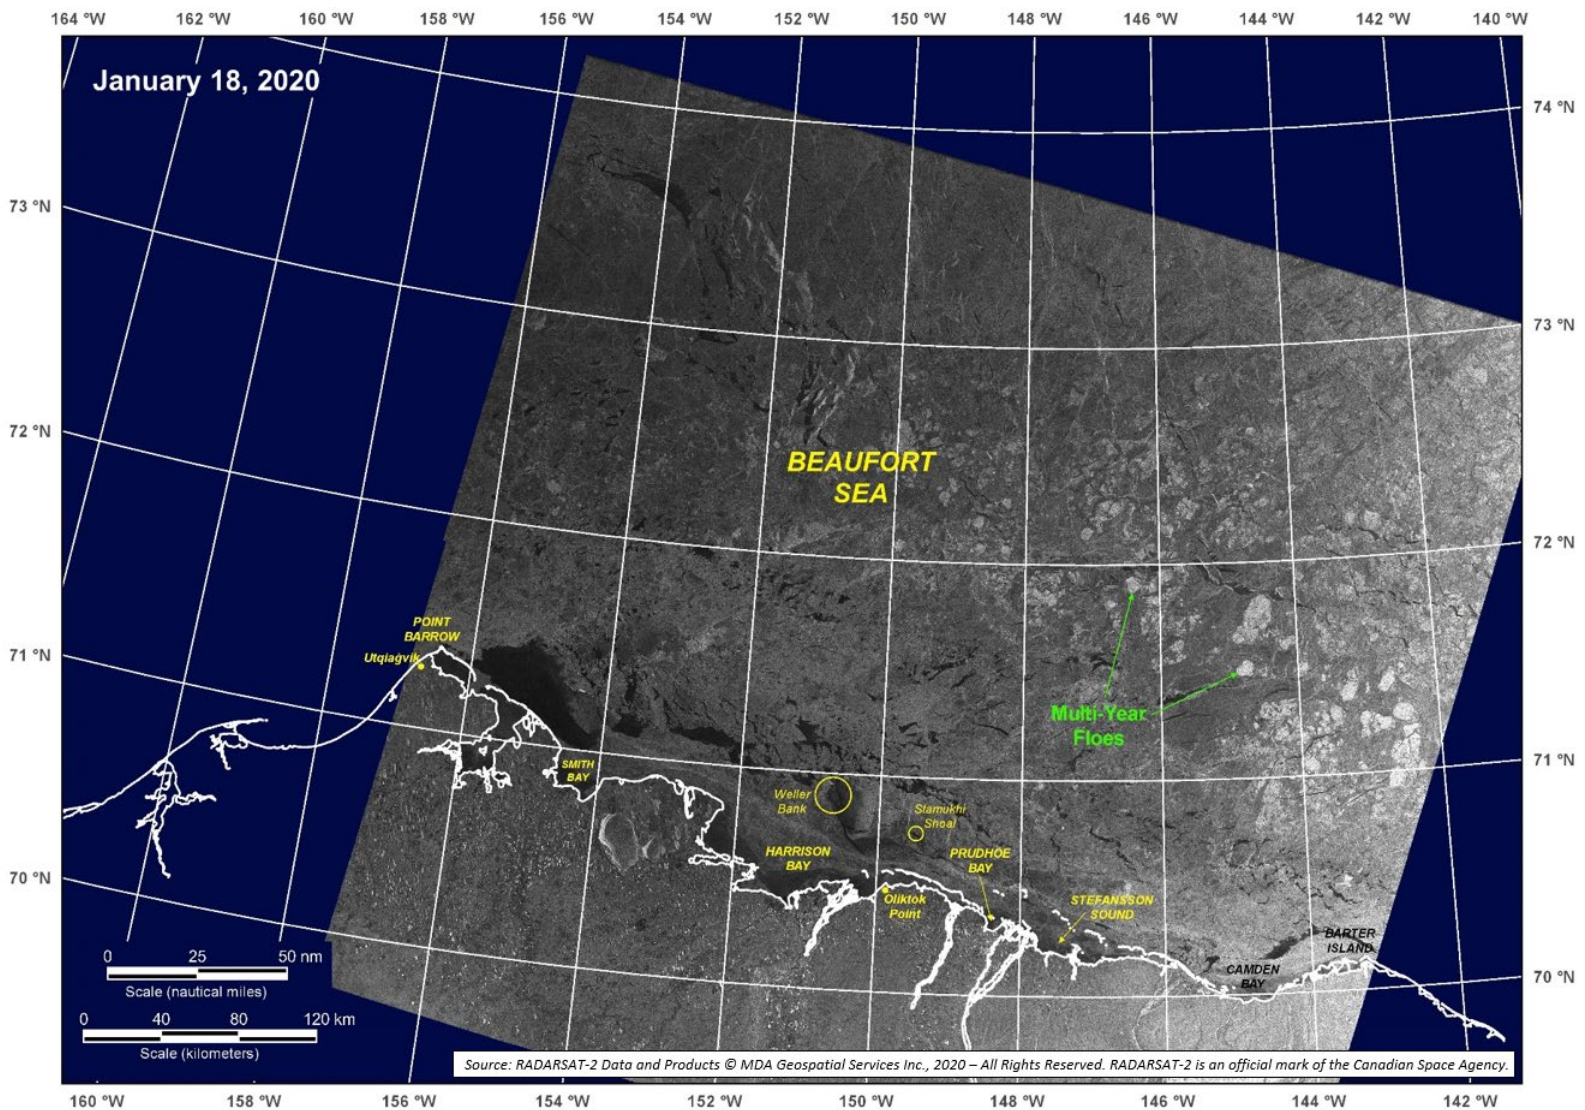 164 °W 162 °W 160 °W 158 °W 156 °W 154 °W 152 °W 150 °W 148 °W 146 °W 144 °W 142 °W 140 °W
January 18, 2020
74 °N
73 °N
73 °N
72 °N
BEAUFORT
SEA
72 °N
71 °N
POINT
BARROW
Utqiaġvik
Multi-Year
Floes
71 °N
SMITH
BAY
Weller
Bank
Stamukhi
Shoal
HARRISON
BAY
PRUDHOE
BAY
70 °N
Oliktok
Point
STEFANSSON
SOUND
BARTER
ISLAND
CAMDEN
BAY
70 °N
0 25 50 nm
Scale (nautical miles)
0 40 80 120 km
Scale (kilometers)
Source: RADARSAT-2 Data and Products © MDA Geospatial Services Inc., 2020 – All Rights Reserved. RADARSAT-2 is an official mark of the Canadian Space Agency.
160 °W 158 °W 156 °W 154 °W 152 °W 150 °W 148 °W 146 °W 144 °W 142 °W